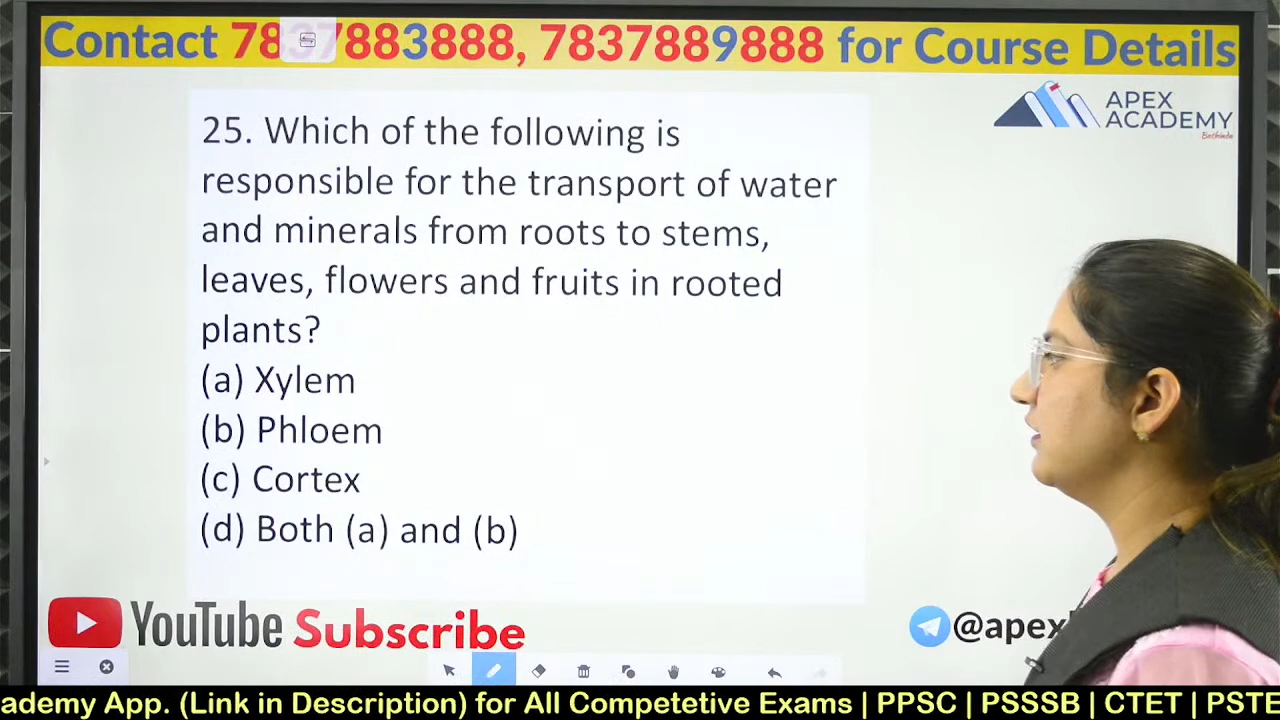 Contact 78 7883888, 7837889888 for Course Details
APEX
ACADEMY
Bathinda
25. Which of the following is
responsible for the transport of water
and minerals from roots to stems,
leaves, flowers and fruits in rooted
plants?
(a) Xylem
(b) Phloem
(c) Cortex
(d) Both (a) and (b)
YouTube Subscribe
@apex
ademy App. (Link in Description) for All Competetive Exams | PPSC | PSSSB | CTET | PSTE